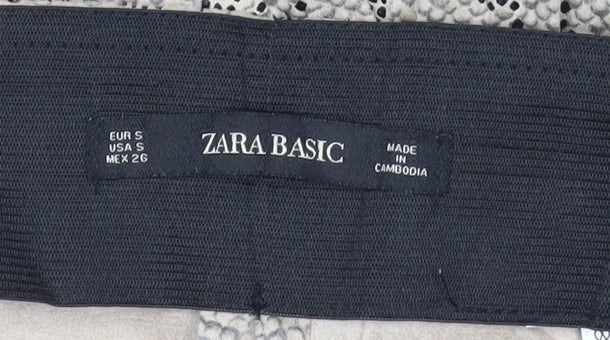 EUR S
USA S
MEX 26
ZARA BASIC
MADE
IN
CAMBODIA